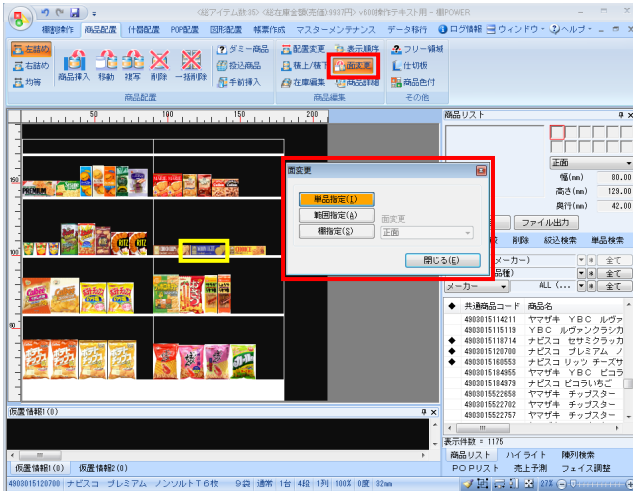 <総アイテム数:35> <総在庫金額(売価)9937円> v600操作テキスト用 - 棚POWER
棚割操作 商品配置 什器配置 POP配置 図形配置 帳票作成 マスターメンテナンス データ移行 ログ情報 ウィンドウ ヘルプ
左詰め
右詰め
均等
商品挿入 移動 複写 削除 一括削除
ダミー商品
投込商品
手前挿入
配置変更 表示順序
積上/積下 面変更
在庫編集 商品詳細
フリー領域
仕切板
商品色付
商品配置 商品編集 その他
50 100 150 200
150
100
50
商品リスト
正面
幅(mm) 80.00
高さ(mm) 129.00
奥行(mm) 42.00
ファイル出力
削除 絞込検索 単品検索
メーカー) 全て
品種) 全て
メーカー ALL (... 全て
◆ 共通商品コード 商品名
4903015114211 ヤマザキ YBC ルヴァ
4903015115119 YBC ルヴァンクラシカ
◆ 4903015118714 ナビスコ セサミクラッカ
◆ 4903015120700 ナビスコ プレミアム ノ
◆ 4903015160553 ナビスコ リッツ チーズサ
4903015184955 ヤマザキ YBC ピコラ
4903015184979 ナビスコ ピコラいちご
4903015522658 ヤマザキ チップスター
4903015522702 ヤマザキ チップスター
4903015522757 ヤマザキ チップスター
表示件数 = 1175
商品リスト ハイライト 陳列検索
POPリスト 売上予測 フェイス調整
面変更
単品指定(I)
範囲指定(A)
棚指定(S)
面変更
正面
閉じる(E)
仮置情報1(0)
仮置情報1(0) 仮置情報2(0)
4903015120700 ナビスコ プレミアム ノンソルトT6枚 9袋 通常 1台 4段 1列 100% 0度 32mm
27%